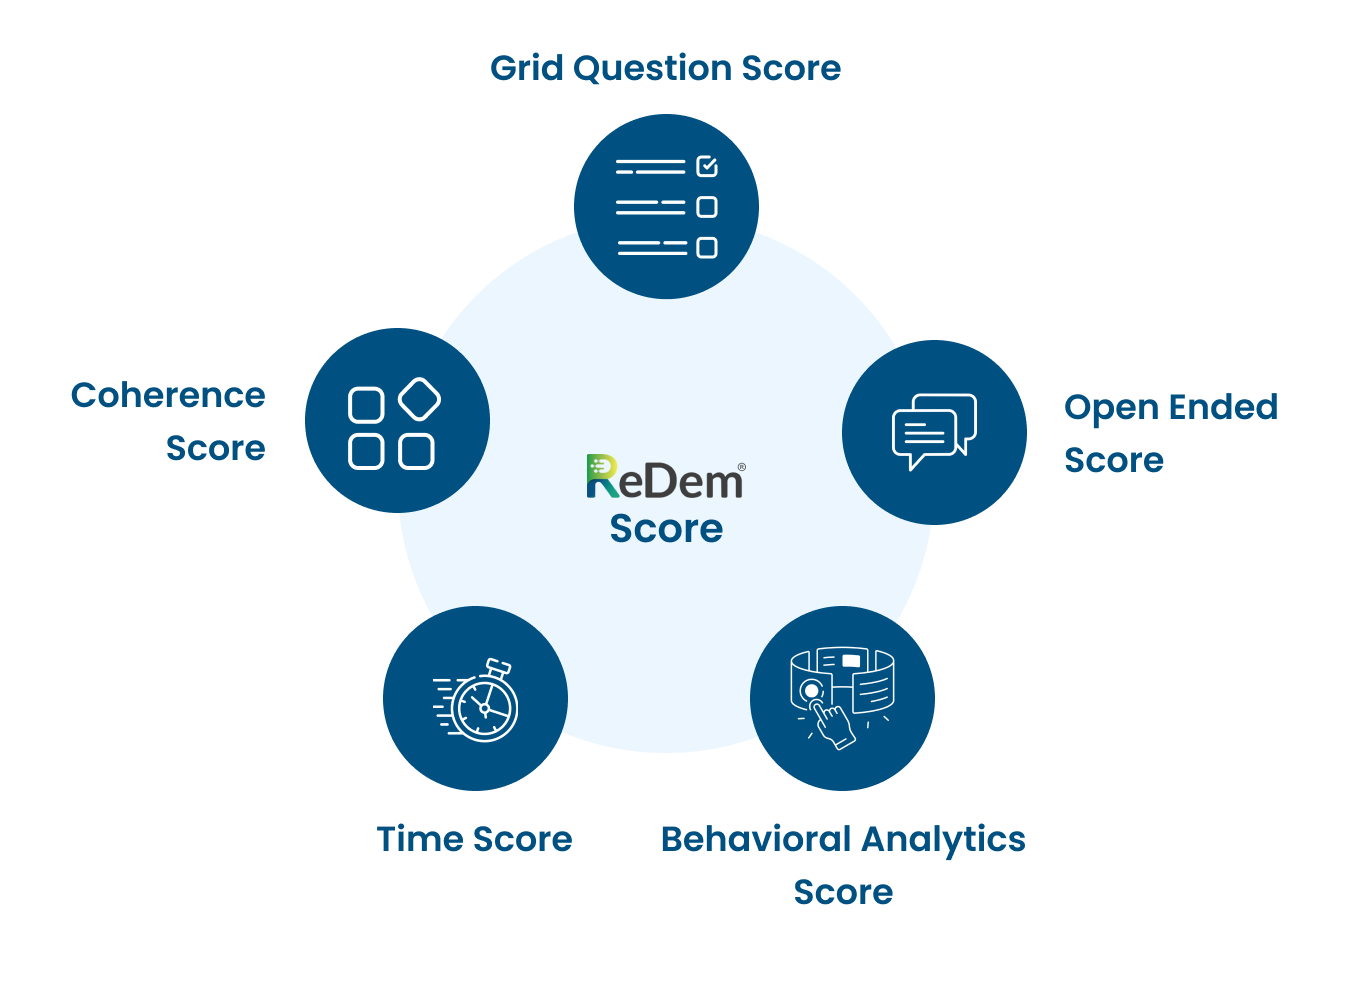 Grid Question Score
Coherence
Score
Open Ended
Score
ReDem®
Score
Time Score
Behavioral Analytics
Score